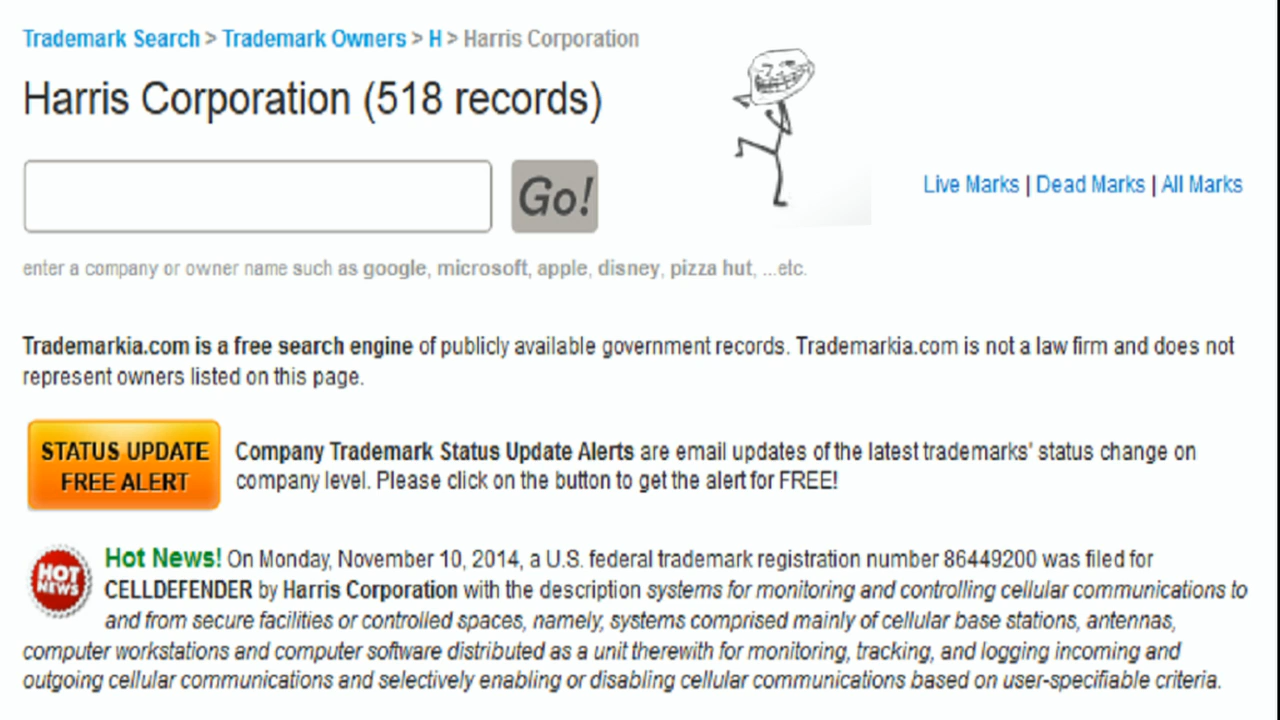 Trademark Search > Trademark Owners > H > Harris Corporation
Harris Corporation (518 records)
Go!
Live Marks | Dead Marks | All Marks
enter a company or owner name such as google, microsoft, apple, disney, pizza hut, ...etc.
Trademarkia.com is a free search engine of publicly available government records. Trademarkia.com is not a law firm and does not
represent owners listed on this page.
STATUS UPDATE
FREE ALERT
Company Trademark Status Update Alerts are email updates of the latest trademarks' status change on
company level. Please click on the button to get the alert for FREE!
HOT
NEWS
Hot News! On Monday, November 10, 2014, a U.S. federal trademark registration number 86449200 was filed for
CELLDEFENDER by Harris Corporation with the description systems for monitoring and controlling cellular communications to
and from secure facilities or controlled spaces, namely, systems comprised mainly of cellular base stations, antennas,
computer workstations and computer software distributed as a unit therewith for monitoring, tracking, and logging incoming and
outgoing cellular communications and selectively enabling or disabling cellular communications based on user-specifiable criteria.